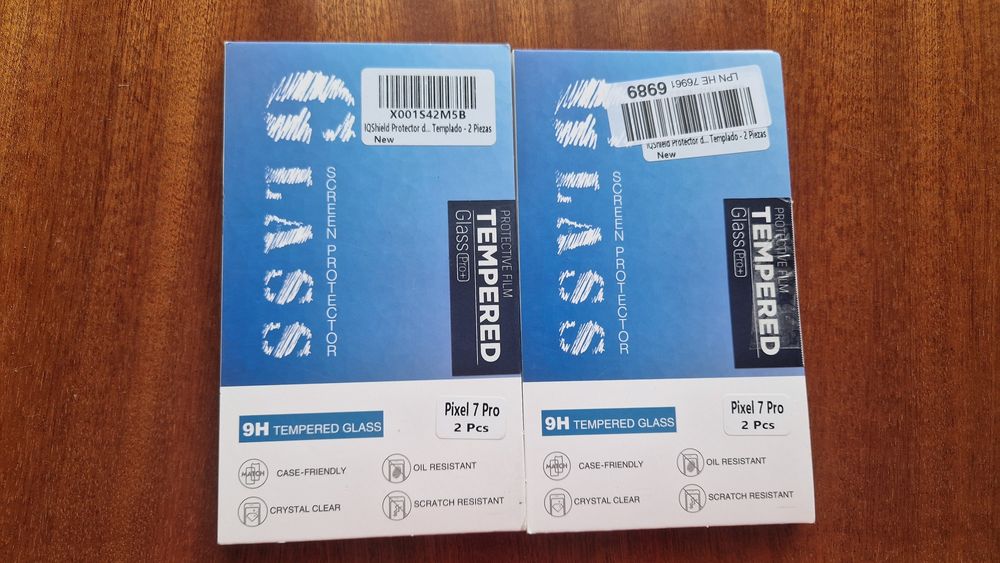 GLASS
SCREEN PROTECTOR
X001S42M5B
IQShield Protector d... Templado - 2 Piezas
New
PROTECTIVE FILM
TEMPERED
Glass Pro+
Pixel 7 Pro
2 Pcs
9H TEMPERED GLASS
MATCH
CASE-FRIENDLY
OIL RESISTANT
CRYSTAL CLEAR
SCRATCH RESISTANT
GLASS
SCREEN PROTECTOR
LPN HE 76961
6989
IQShield Protector d... Templado - 2 Piezas
New
PROTECTIVE FILM
TEMPERED
Glass Pro+
Pixel 7 Pro
2 Pcs
9H TEMPERED GLASS
MATCH
CASE-FRIENDLY
OIL RESISTANT
CRYSTAL CLEAR
SCRATCH RESISTANT